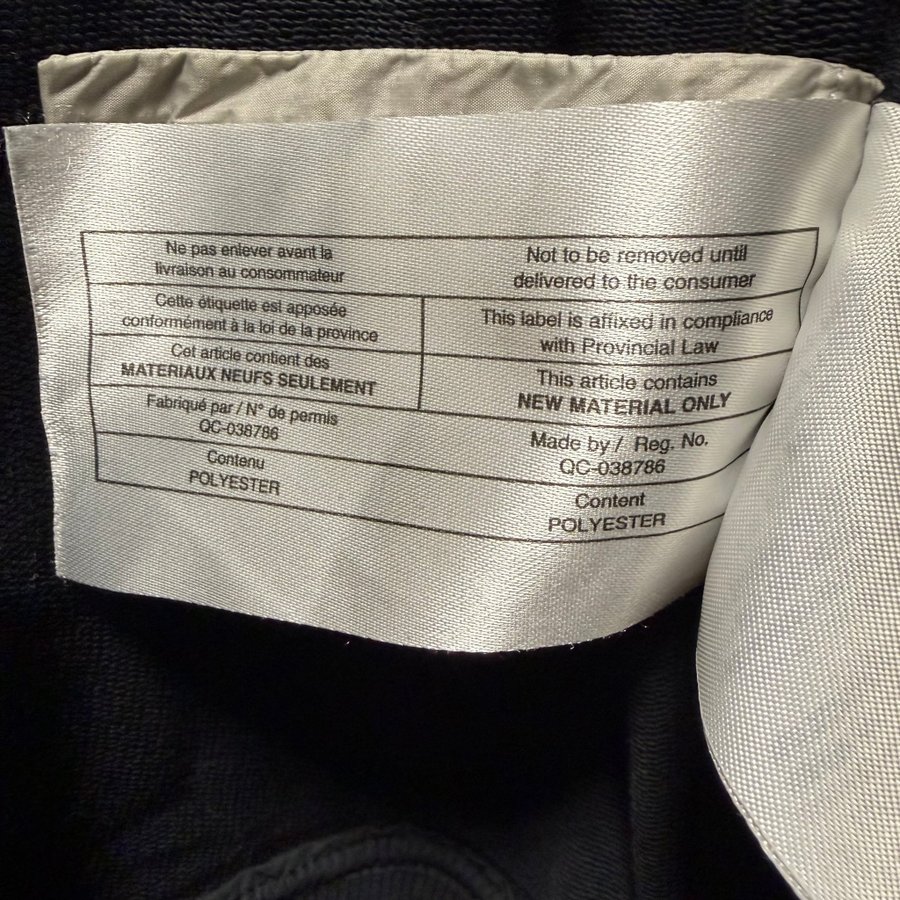 Ne pas enlever avant la
livraison au consommateur
Not to be removed until
delivered to the consumer
Cette étiquette est apposée
conformément à la loi de la province
This label is affixed in compliance
with Provincial Law
Cet article contient des
MATERIAUX NEUFS SEULEMENT
This article contains
NEW MATERIAL ONLY
Fabriqué par / N° de permis
QC-038786
Made by / Reg. No.
QC-038786
Contenu
POLYESTER
Content
POLYESTER